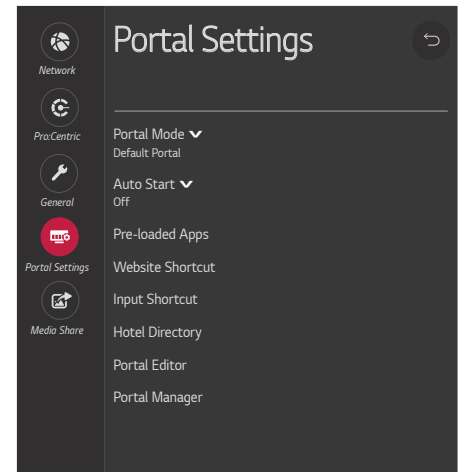 Portal Settings
Network
Pro:Centric
General
Portal Settings
Media Share
Portal Mode
Default Portal
Auto Start
Off
Pre-loaded Apps
Website Shortcut
Input Shortcut
Hotel Directory
Portal Editor
Portal Manager